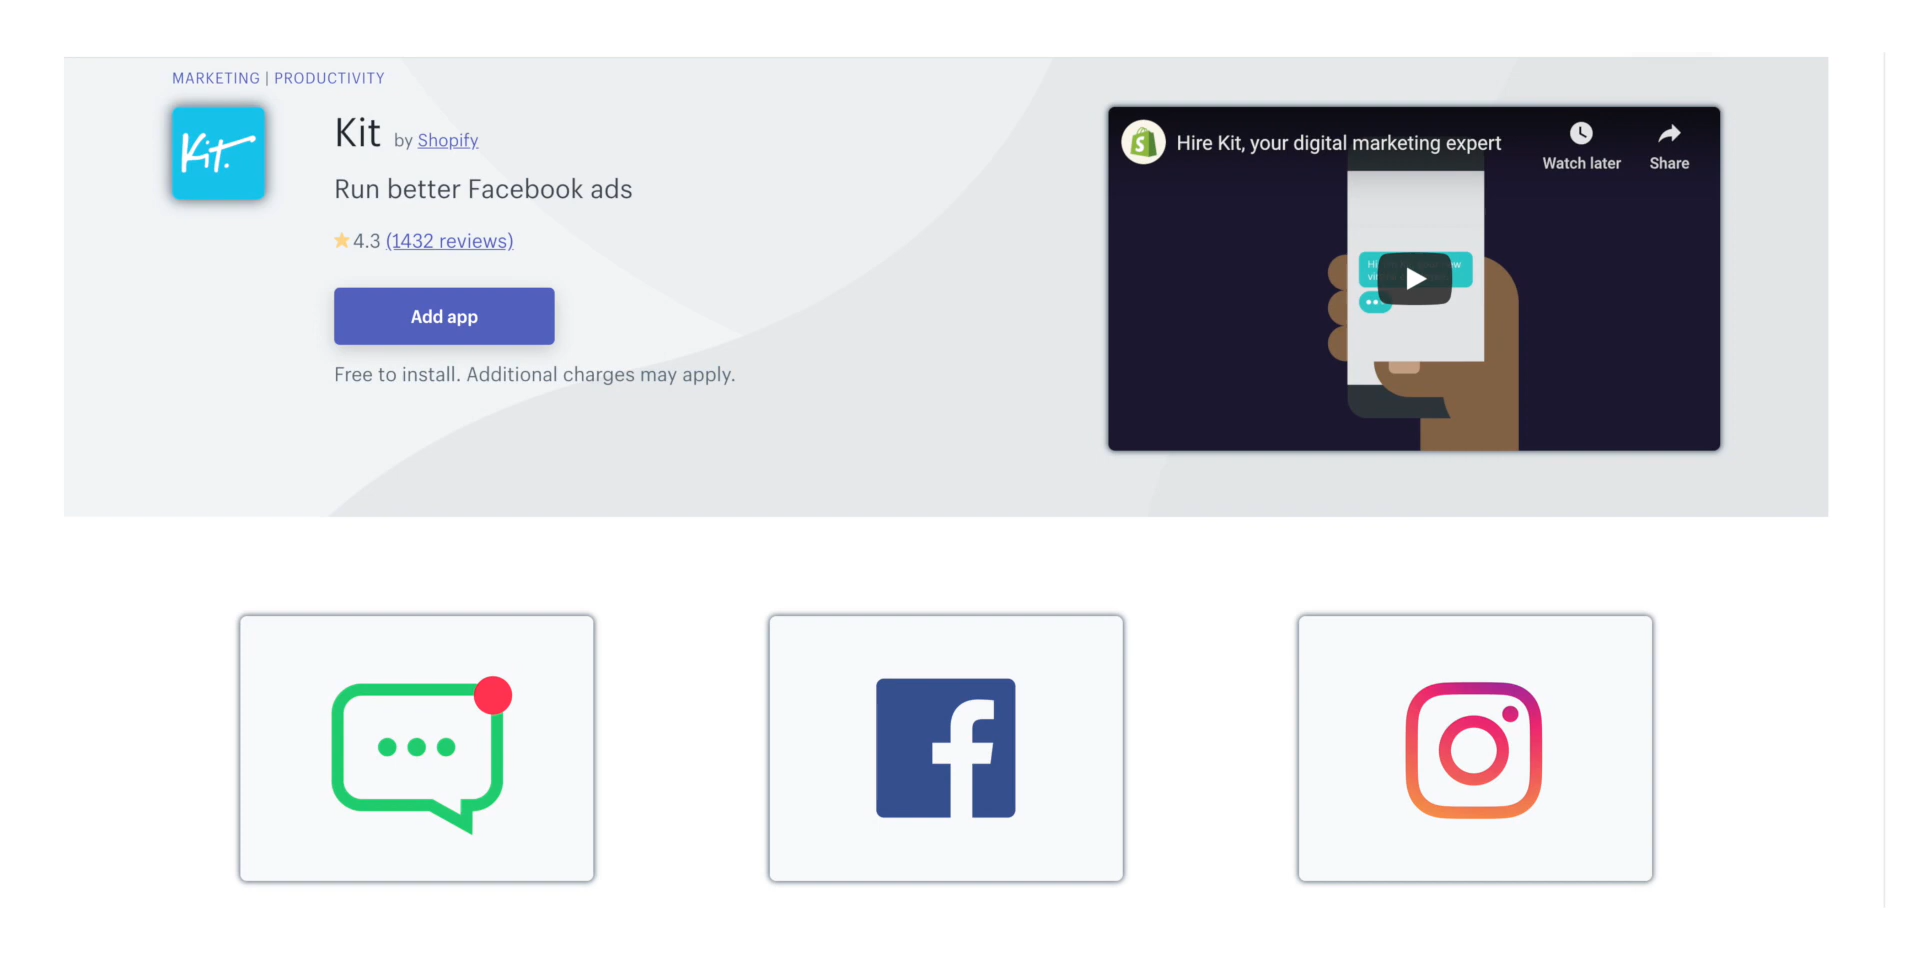 MARKETING | PRODUCTIVITY
Kit.
Kit by Shopify
Run better Facebook ads
4.3 (1432 reviews)
Add app
Free to install. Additional charges may apply.
Hire Kit, your digital marketing expert
Watch later
Share